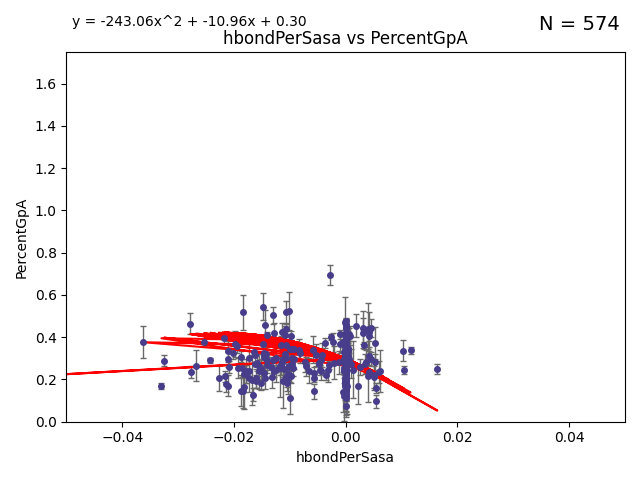 y = -243.06x^2 + -10.96x + 0.30
N = 574
hbondPerSasa vs PercentGpA
PercentGpA
1.6
1.4
1.2
1.0
0.8
0.6
0.4
0.2
0.0
−0.04
−0.02
0.00
0.02
0.04
hbondPerSasa